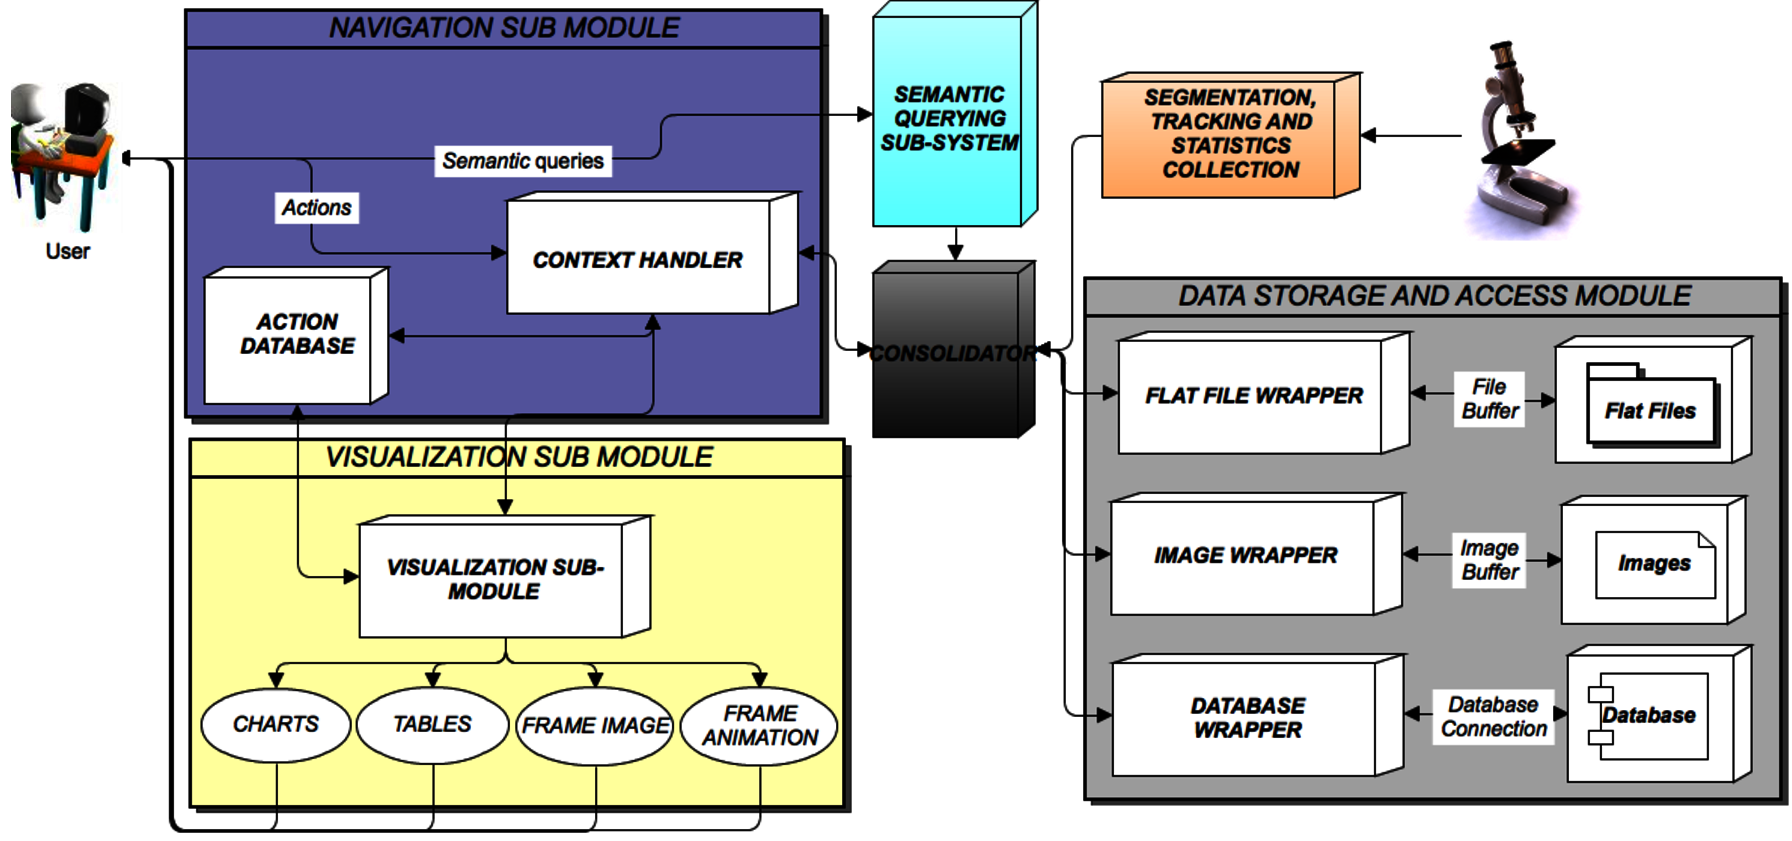 NAVIGATION SUB MODULE
SEMANTIC
QUERYING
SUB-SYSTEM
SEGMENTATION,
TRACKING AND
STATISTICS
COLLECTION
User
Semantic queries
Actions
CONTEXT HANDLER
ACTION
DATABASE
CONSOLIDATOR
DATA STORAGE AND ACCESS MODULE
FLAT FILE WRAPPER
File
Buffer
Flat Files
IMAGE WRAPPER
Image
Buffer
Images
DATABASE
WRAPPER
Database
Connection
Database
VISUALIZATION SUB MODULE
VISUALIZATION SUB-
MODULE
CHARTS
TABLES
FRAME IMAGE
FRAME
ANIMATION